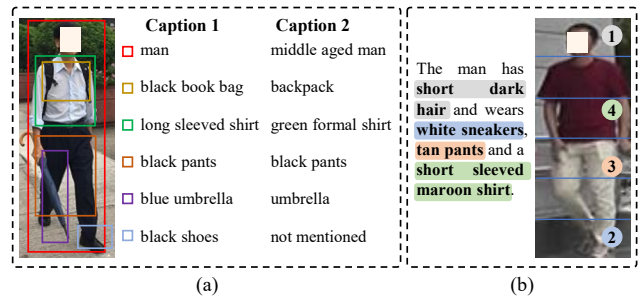 Caption 1 Caption 2
man middle aged man
black book bag backpack
long sleeved shirt green formal shirt
black pants black pants
blue umbrella umbrella
black shoes not mentioned
(a)
The man has
short dark
hair and wears
white sneakers,
tan pants and a
short sleeved
maroon shirt.
1
4
3
2
(b)